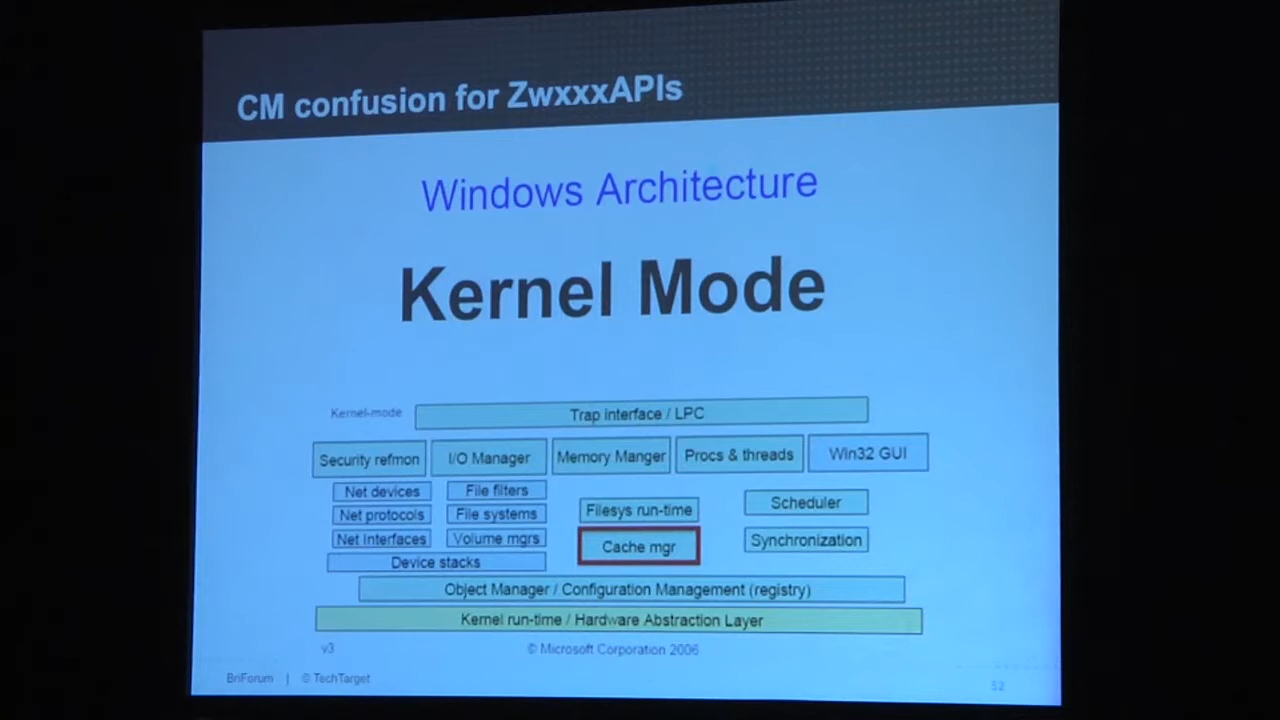 CM confusion for ZwxxxAPIs
Windows Architecture
Kernel Mode
Kernel-mode
Trap interface / LPC
Security refmon
I/O Manager
Memory Manger
Procs & threads
Win32 GUI
Net devices
File filters
Net protocols
File systems
Filesys run-time
Scheduler
Net Interfaces
Volume mgrs
Cache mgr
Synchronization
Device stacks
Object Manager / Configuration Management (registry)
Kernel run-time / Hardware Abstraction Layer
v3
© Microsoft Corporation 2006
BriForum | © TechTarget
52